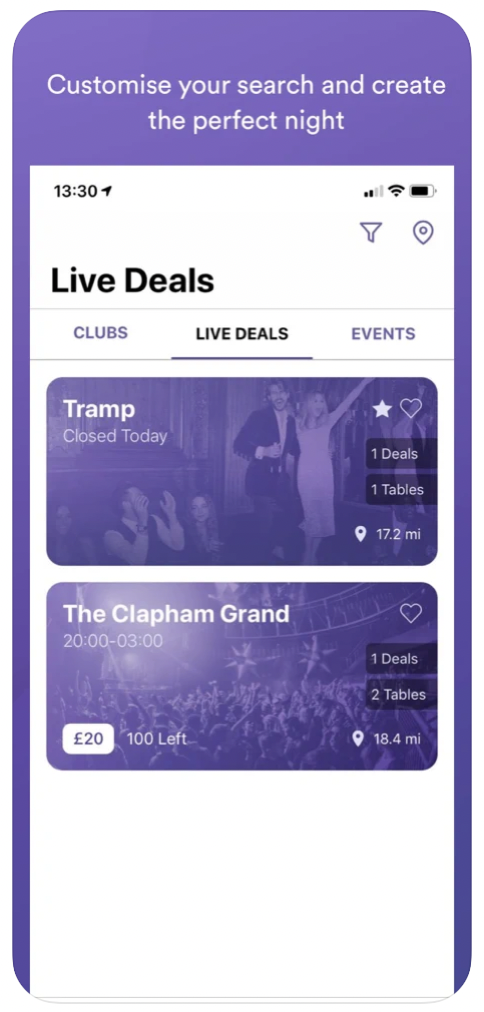 Customise your search and create
the perfect night
13:30
Live Deals
CLUBS LIVE DEALS EVENTS
Tramp
Closed Today
1 Deals
1 Tables
17.2 mi
The Clapham Grand
20:00-03:00
1 Deals
2 Tables
£20 100 Left 18.4 mi